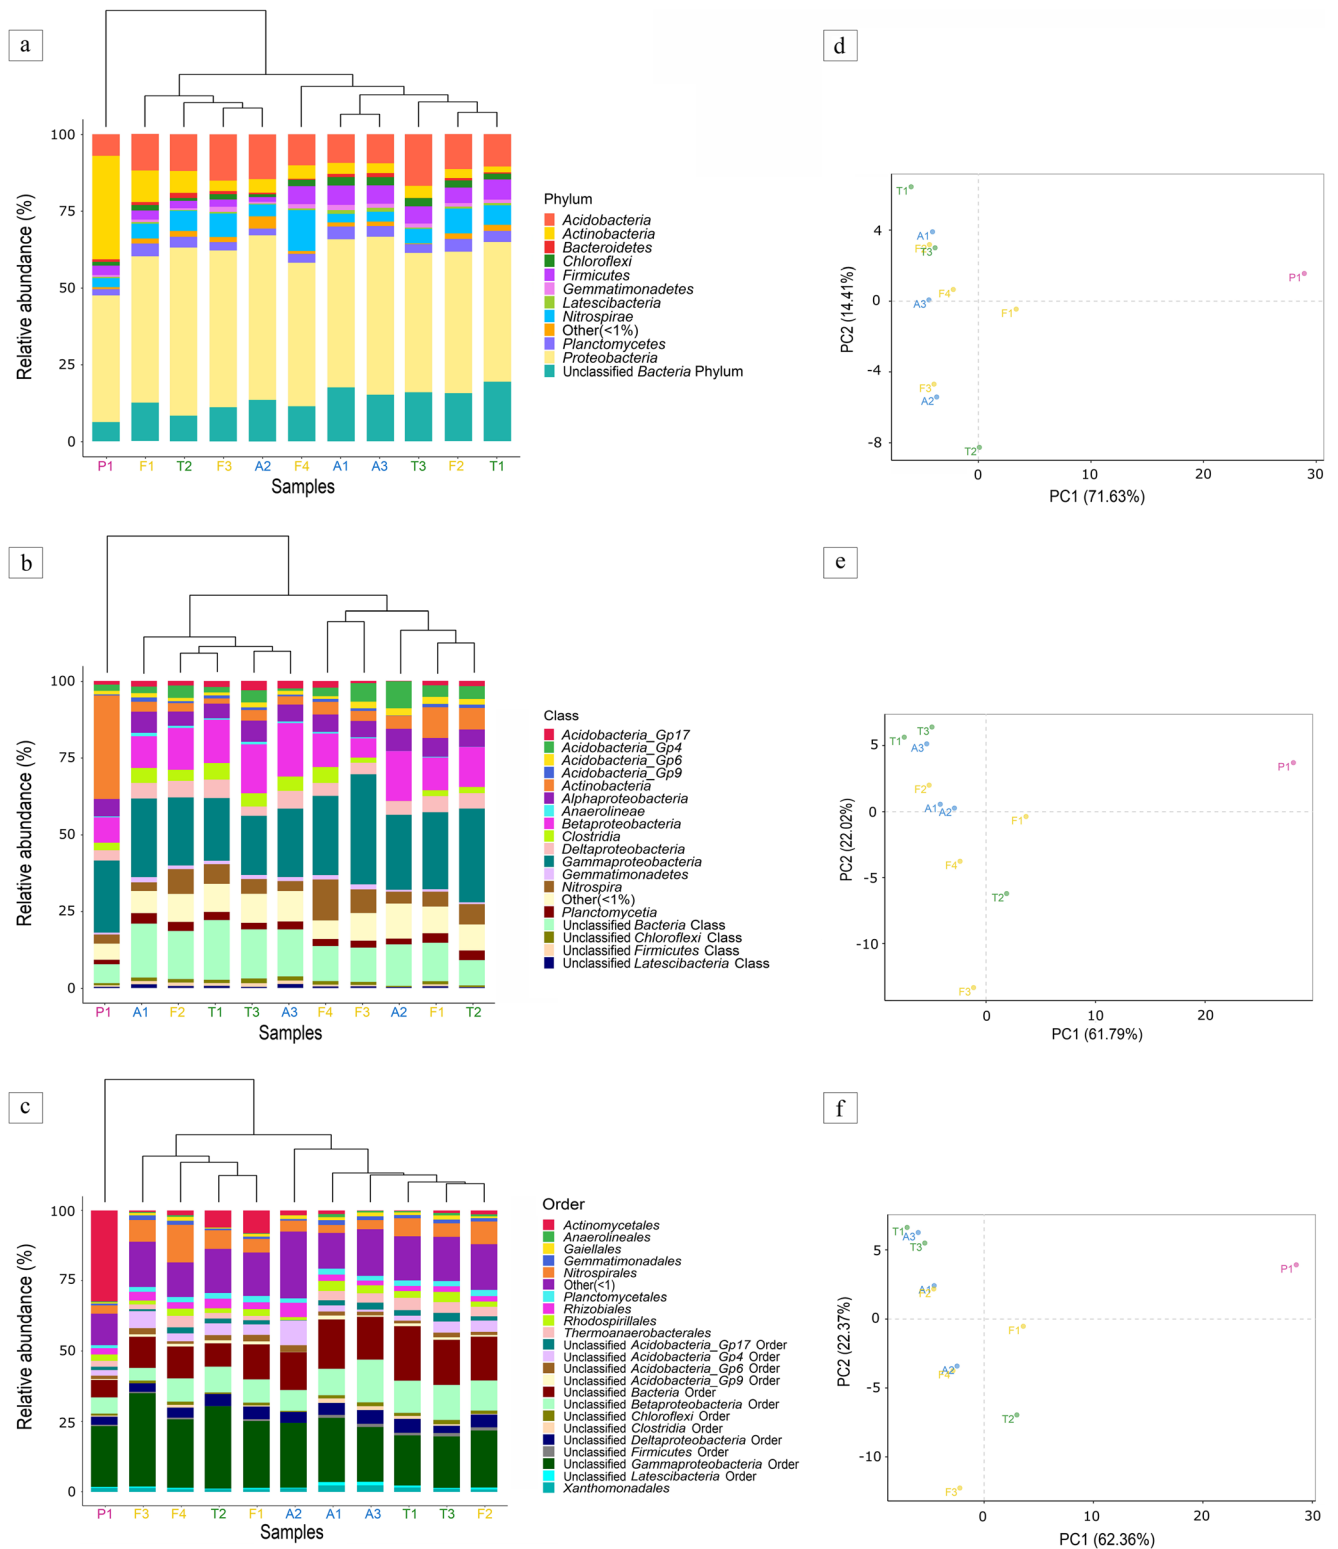 a
100
75
50
25
0
Relative abundance (%)
P1 F1 T2 F3 A2 F4 A1 A3 T3 F2 T1
Samples
Phylum
Acidobacteria
Actinobacteria
Bacteroidetes
Chloroflexi
Firmicutes
Gemmatimonadetes
Latescibacteria
Nitrospirae
Other(<1%)
Planctomycetes
Proteobacteria
Unclassified Bacteria Phylum
d
T1
A1
T3
F4
A3
F1
P1
F3
A2
T2
4
0
-4
-8
PC2 (14.41%)
0 10 20 30
PC1 (71.63%)
b
100
75
50
25
0
Relative abundance (%)
P1 A1 F2 T1 T3 A3 F4 F3 A2 F1 T2
Samples
Class
Acidobacteria_Gp17
Acidobacteria_Gp4
Acidobacteria_Gp6
Acidobacteria_Gp9
Actinobacteria
Alphaproteobacteria
Anaerolineae
Betaproteobacteria
Clostridia
Deltaproteobacteria
Gammaproteobacteria
Gemmatimonadetes
Nitrospira
Other(<1%)
Planctomycetia
Unclassified Bacteria Class
Unclassified Chloroflexi Class
Unclassified Firmicutes Class
Unclassified Latescibacteria Class
e
T3
T1
A3
P1
F2
A1 A2
F1
F4
T2
F3
5
0
-5
-10
PC2 (22.02%)
0 10 20
PC1 (61.79%)
c
100
75
50
25
0
Relative abundance (%)
P1 F3 F4 T2 F1 A2 A1 A3 T1 T3 F2
Samples
Order
Actinomycetales
Anaerolineales
Gaiellales
Gemmatimonadales
Nitrospirales
Other(<1)
Planctomycetales
Rhizobiales
Rhodospirillales
Thermoanaerobacterales
Unclassified Acidobacteria_Gp17 Order
Unclassified Acidobacteria_Gp4 Order
Unclassified Acidobacteria_Gp6 Order
Unclassified Acidobacteria_Gp9 Order
Unclassified Bacteria Order
Unclassified Betaproteobacteria Order
Unclassified Chloroflexi Order
Unclassified Clostridia Order
Unclassified Deltaproteobacteria Order
Unclassified Firmicutes Order
Unclassified Gammaproteobacteria Order
Unclassified Latescibacteria Order
Xanthomonadales
f
T1
A3
T3
P1
A1
F2
F1
A2
F4
T2
F3
5
0
-5
-10
PC2 (22.37%)
0 10 20 30
PC1 (62.36%)